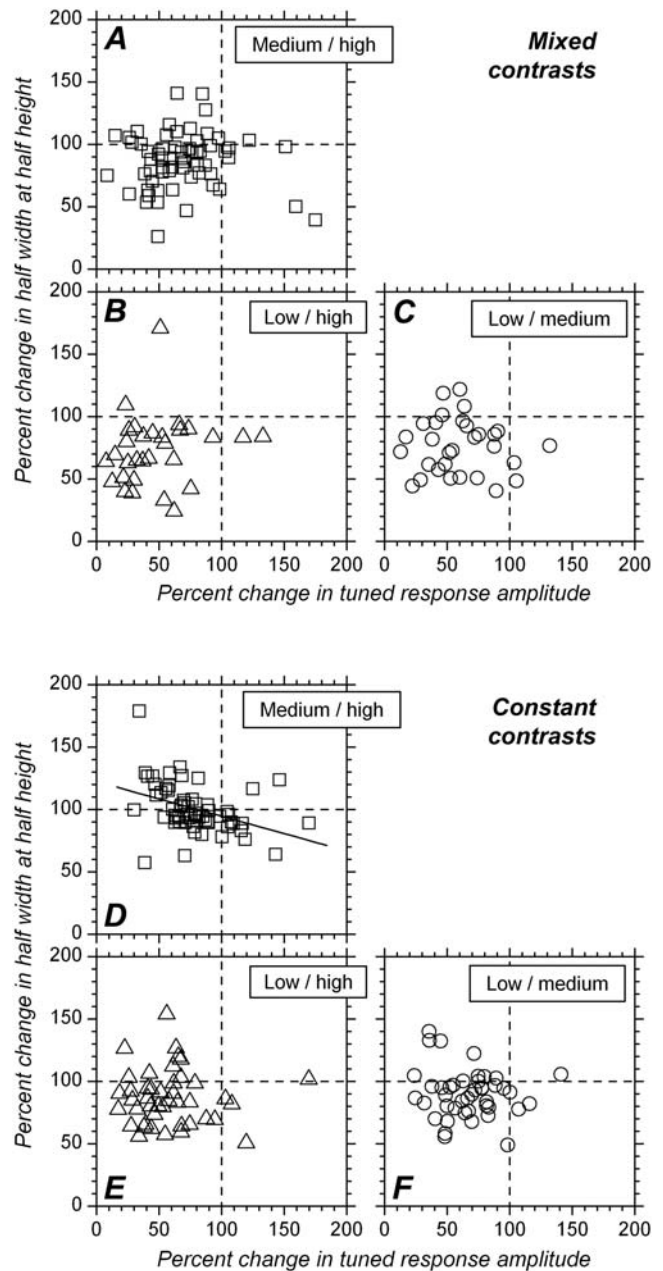 A
Medium / high
Mixed
contrasts
200
150
100
50
0
B
Low / high
C
Low / medium
200
150
100
50
0
0 50 100 150 200
0 50 100 150 200
Percent change in half width at half height
Percent change in tuned response amplitude
Medium / high
Constant
contrasts
200
150
100
50
0
D
Low / high
Low / medium
200
150
100
50
0
E
F
0 50 100 150 200
0 50 100 150 200
Percent change in half width at half height
Percent change in tuned response amplitude